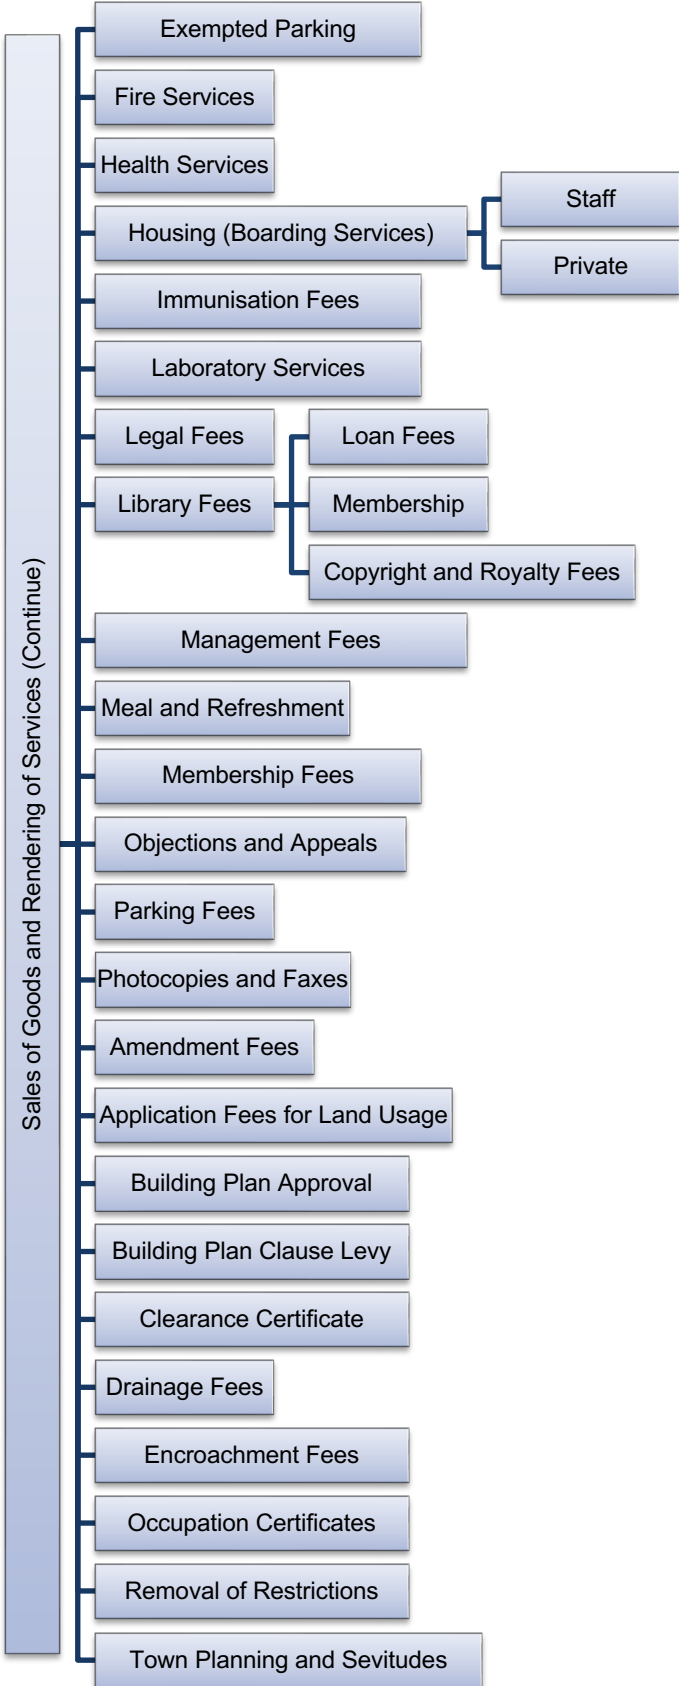 Sales of Goods and Rendering of Services (Continue)
Exempted Parking
Fire Services
Health Services
Housing (Boarding Services)
Staff
Private
Immunisation Fees
Laboratory Services
Legal Fees
Library Fees
Loan Fees
Membership
Copyright and Royalty Fees
Management Fees
Meal and Refreshment
Membership Fees
Objections and Appeals
Parking Fees
Photocopies and Faxes
Amendment Fees
Application Fees for Land Usage
Building Plan Approval
Building Plan Clause Levy
Clearance Certificate
Drainage Fees
Encroachment Fees
Occupation Certificates
Removal of Restrictions
Town Planning and Sevitudes